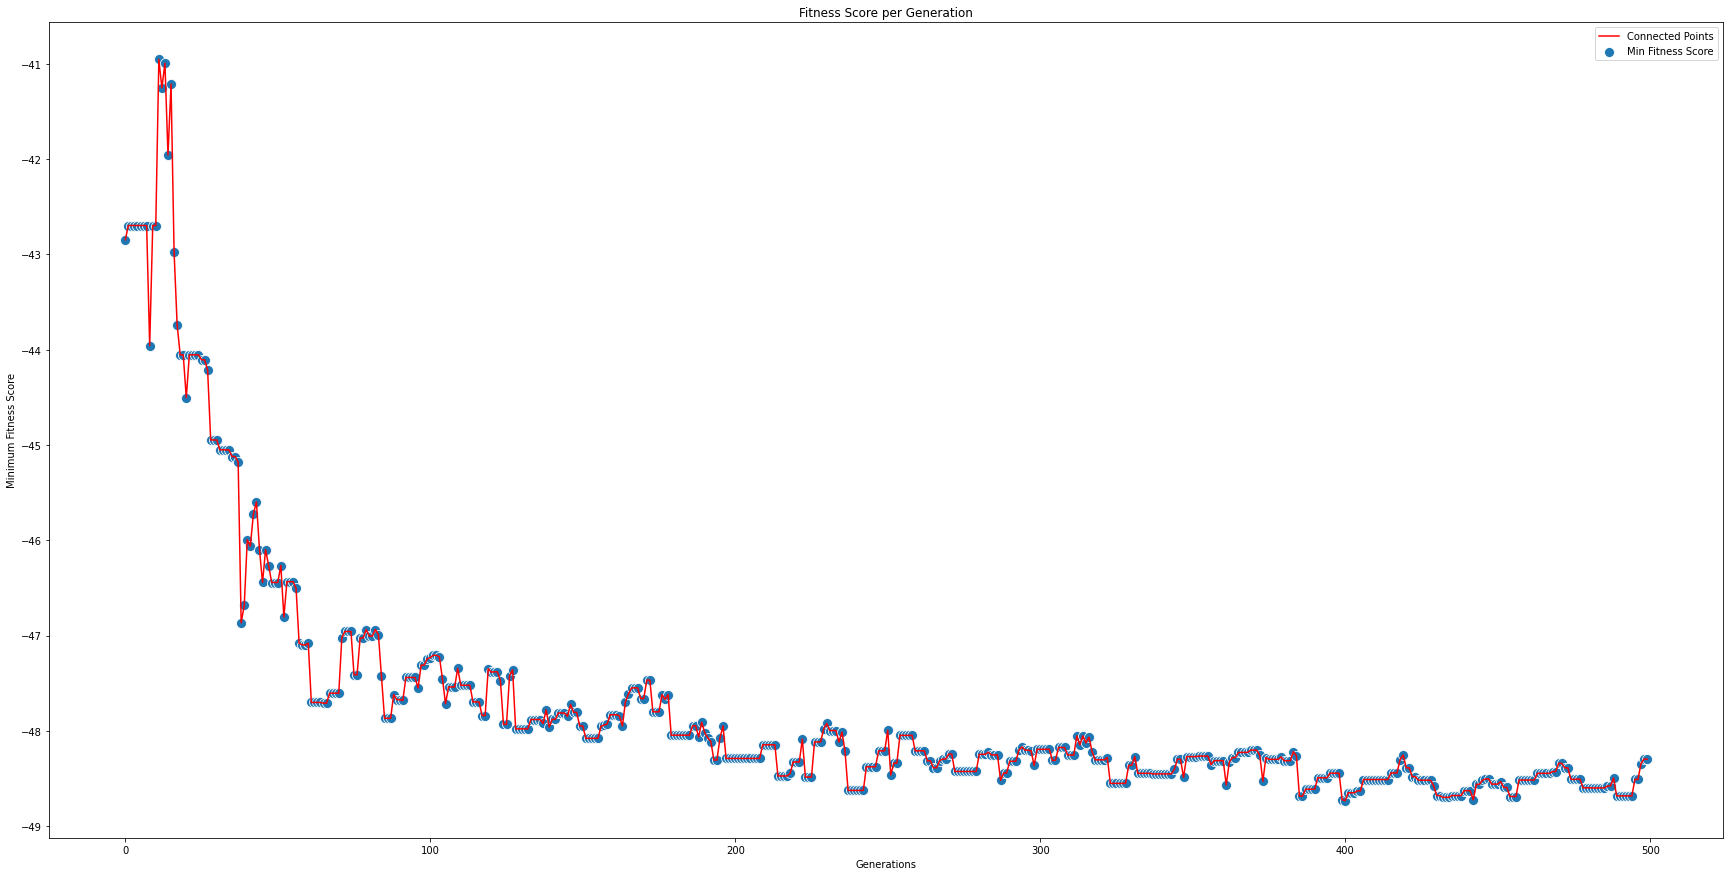 Fitness Score per Generation
Connected Points
Min Fitness Score
−41
−42
−43
−44
−45
−46
−47
−48
−49
Minimum Fitness Score
0 100 200 300 400 500
Generations